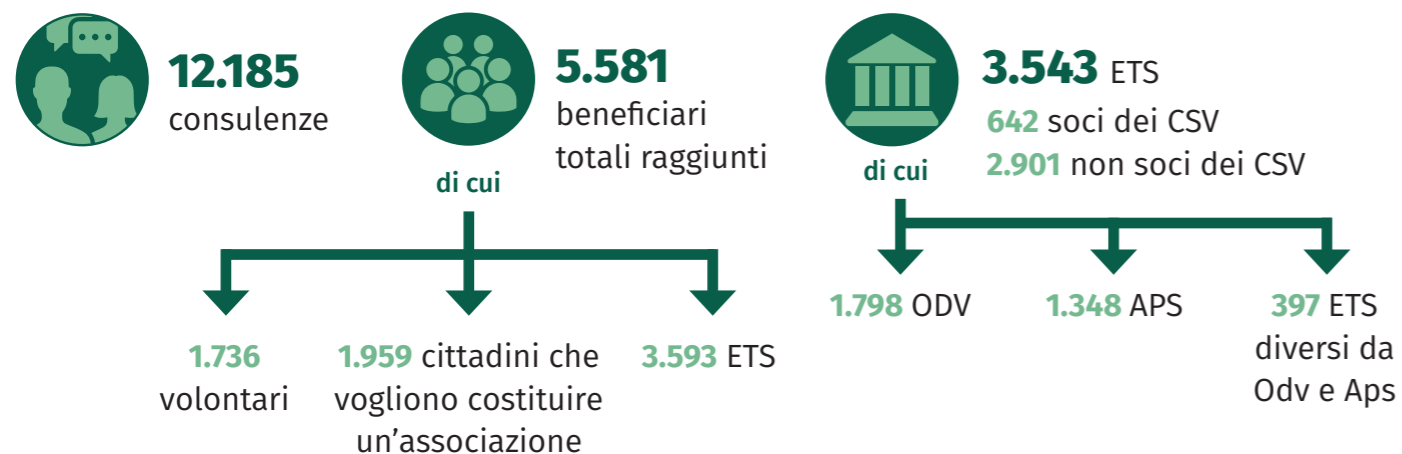 12.185
consulenze
5.581
beneficiari
totali raggiunti
di cui
1.736
volontari
1.959 cittadini che
vogliono costituire
un'associazione
3.593 ETS
3.543 ETS
642 soci dei CSV
2.901 non soci dei CSV
di cui
1.798 ODV
1.348 APS
397 ETS
diversi da
Odv e Aps